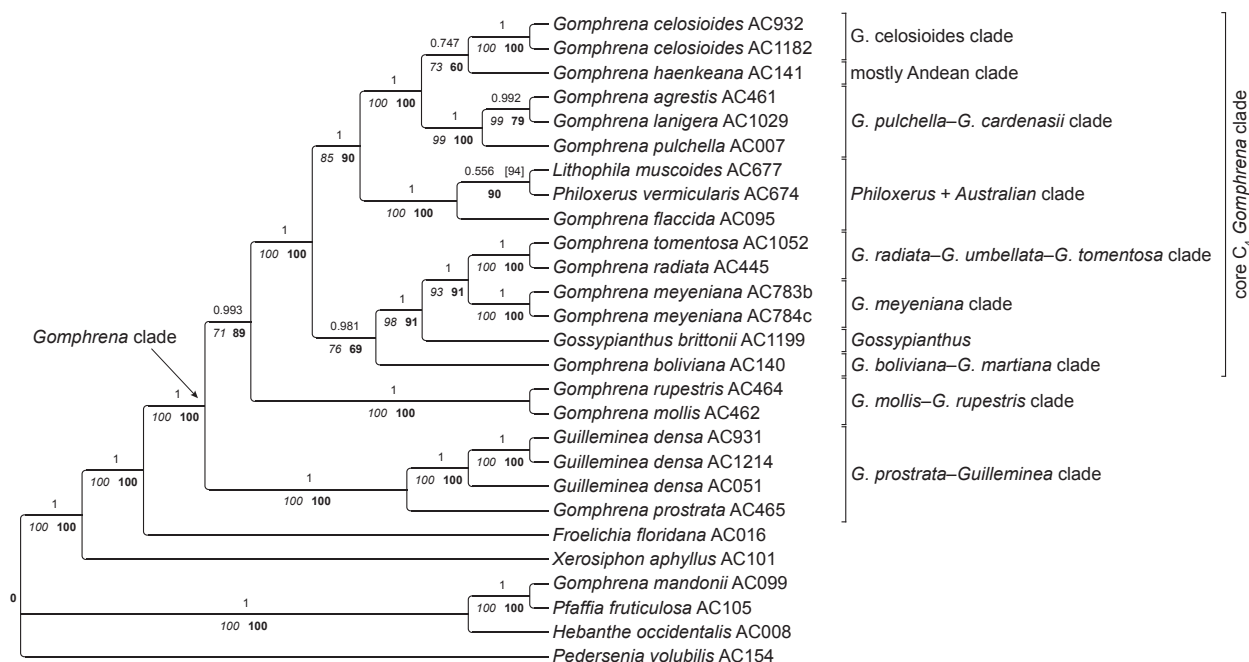 1
Gomphrena celosioides AC932
100 100
Gomphrena celosioides AC1182
G. celosioides clade
0.747
73 60
Gomphrena haenkeana AC141
mostly Andean clade
1
100 100
0.992
Gomphrena agrestis AC461
99 79
Gomphrena lanigera AC1029
1
99 100
Gomphrena pulchella AC007
G. pulchella–G. cardenasii clade
1
85 90
0.556 [94]
Lithophila muscoides AC677
90
Philoxerus vermicularis AC674
1
100 100
Gomphrena flaccida AC095
Philoxerus + Australian clade
1
100 100
1
Gomphrena tomentosa AC1052
100 100
Gomphrena radiata AC445
G. radiata–G. umbellata–G. tomentosa clade
1
93 91
1
Gomphrena meyeniana AC783b
100 100
Gomphrena meyeniana AC784c
G. meyeniana clade
1
98 91
Gossypianthus brittonii AC1199
Gossypianthus
0.981
76 69
Gomphrena boliviana AC140
G. boliviana–G. martiana clade
core C4 Gomphrena clade
0.993
71 89
Gomphrena clade
1
Gomphrena rupestris AC464
100 100
Gomphrena mollis AC462
G. mollis–G. rupestris clade
1
100 100
1
Guilleminea densa AC931
100 100
Guilleminea densa AC1214
1
100 100
Guilleminea densa AC051
1
100 100
Gomphrena prostrata AC465
G. prostrata–Guilleminea clade
1
100 100
Froelichia floridana AC016
1
100 100
Xerosiphon aphyllus AC101
0
1
Gomphrena mandonii AC099
100 100
Pfaffia fruticulosa AC105
1
100 100
Hebanthe occidentalis AC008
Pedersenia volubilis AC154